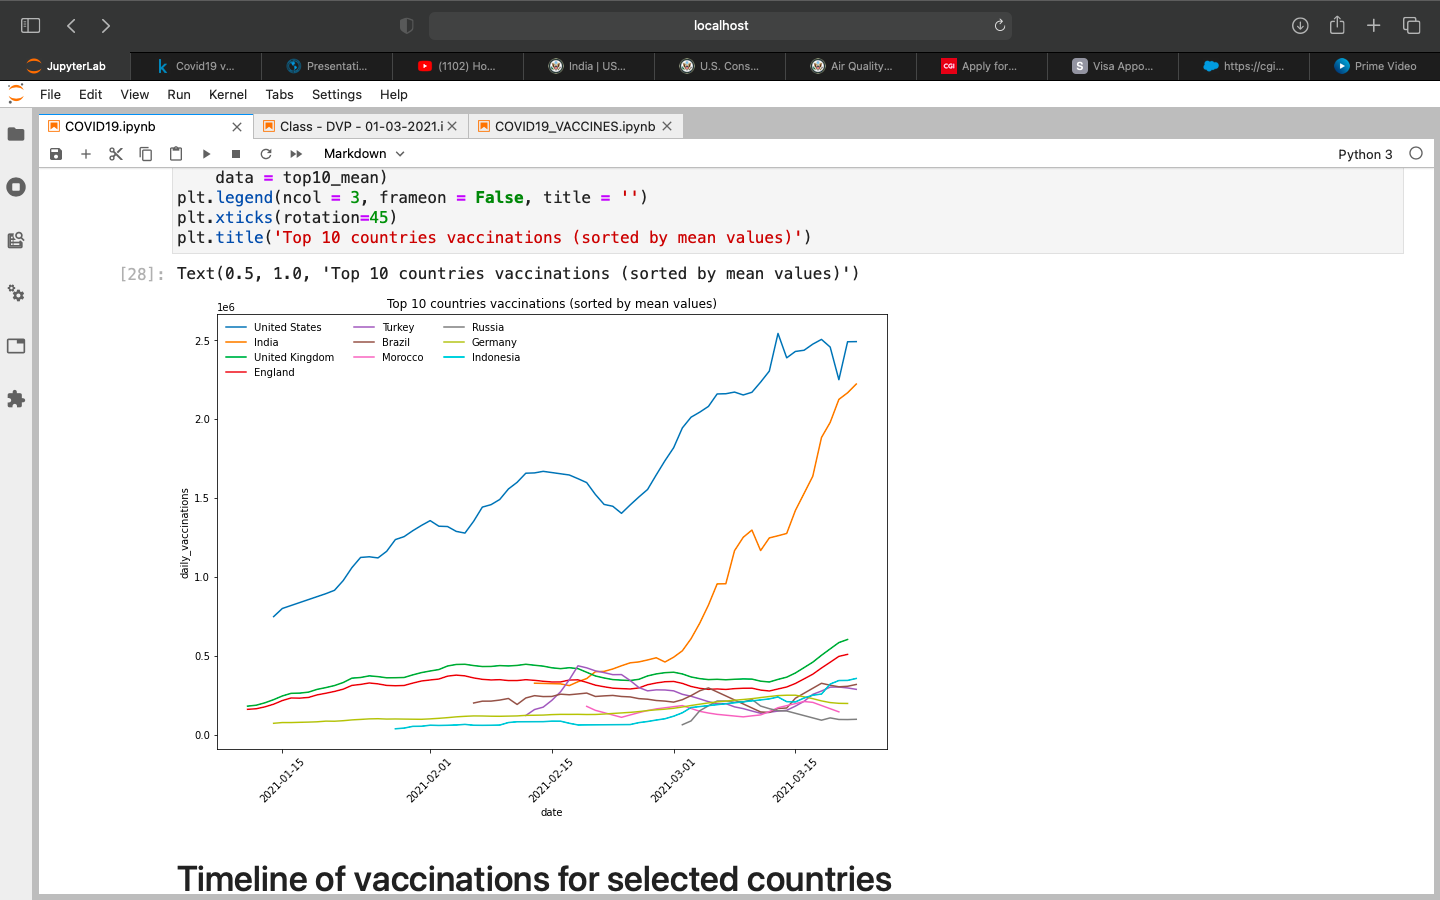 localhost
JupyterLab
Covid19 v...
Presentati...
(1102) Ho...
India | US...
U.S. Cons...
Air Quality...
CGI
Apply for...
S
Visa Appo...
https://cgi...
Prime Video
File Edit View Run Kernel Tabs Settings Help
COVID19.ipynb
Class - DVP - 01-03-2021.i
COVID19_VACCINES.ipynb
Markdown
Python 3
data = top10_mean)
plt.legend(ncol = 3, frameon = False, title = '')
plt.xticks(rotation=45)
plt.title('Top 10 countries vaccinations (sorted by mean values)')
[28]: Text(0.5, 1.0, 'Top 10 countries vaccinations (sorted by mean values)')
Top 10 countries vaccinations (sorted by mean values)
1e6
United States
India
United Kingdom
England
Turkey
Brazil
Morocco
Russia
Germany
Indonesia
2.5
2.0
1.5
1.0
0.5
0.0
daily_vaccinations
2021-01-15
2021-02-01
2021-02-15
2021-03-01
2021-03-15
date
Timeline of vaccinations for selected countries